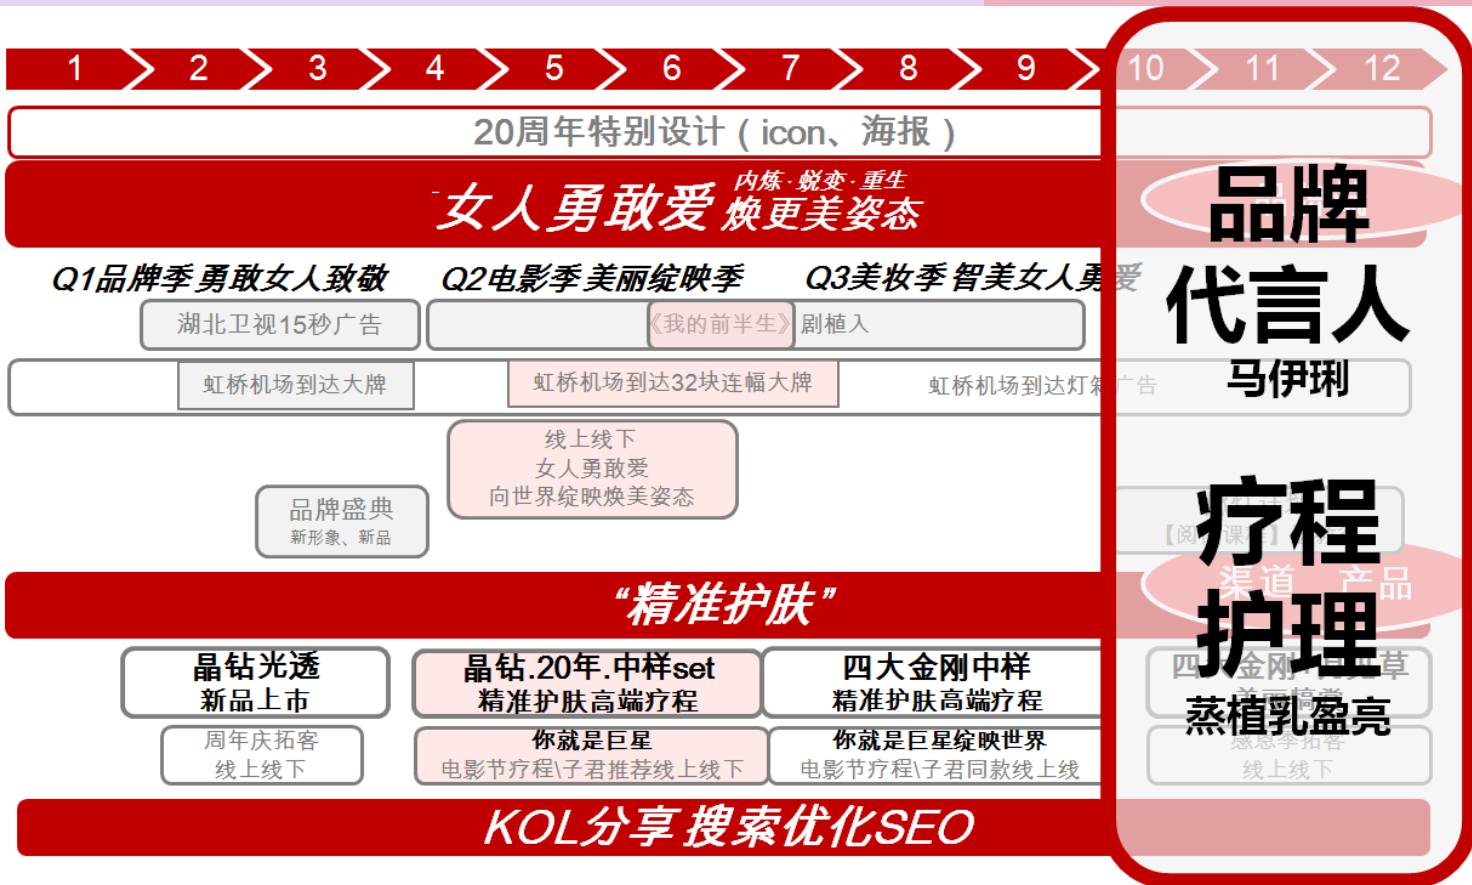 1 2 3 4 5 6 7 8 9 10 11 12
20周年特别设计（icon、海报）
女人勇敢爱 内炼·蜕变·重生
焕更美姿态
Q1品牌季 勇敢女人致敬
Q2电影季 美丽绽映季
Q3美妆季 智美女人勇爱
湖北卫视15秒广告
《我的前半生》剧植入
虹桥机场到达大牌
虹桥机场到达32块连幅大牌
虹桥机场到达灯箱广告
线上线下
女人勇敢爱
向世界绽映焕美姿态
品牌盛典
新形象、新品
品牌
代言人
马伊琍
疗程
护理
蒸植乳盈亮
渠道 产品
“精准护肤”
晶钻光透
新品上市
晶钻.20年.中样set
精准护肤高端疗程
四大金刚中样
精准护肤高端疗程
周年庆拓客
线上线下
你就是巨星
电影节疗程\子君推荐线上线下
你就是巨星绽映世界
电影节疗程\子君同款线上线
感恩季拓客
线上线下
KOL分享 搜索优化SEO